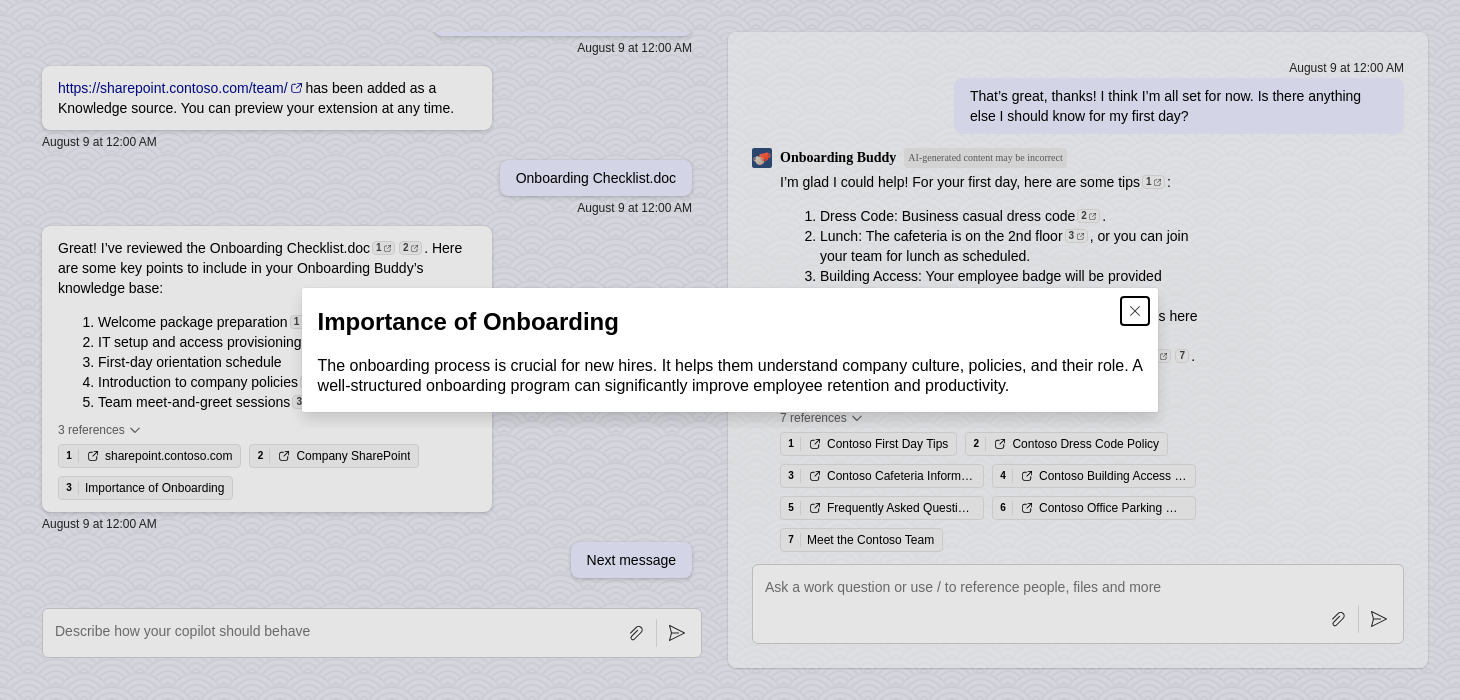 August 9 at 12:00 AM
https://sharepoint.contoso.com/team/ has been added as a
Knowledge source. You can preview your extension at any time.
August 9 at 12:00 AM
Onboarding Checklist.doc
August 9 at 12:00 AM
Great! I’ve reviewed the Onboarding Checklist.doc 1 2 . Here
are some key points to include in your Onboarding Buddy’s
knowledge base:
1. Welcome package preparation 1
2. IT setup and access provisioning
3. First-day orientation schedule
4. Introduction to company policies
5. Team meet-and-greet sessions 3
3 references
1 sharepoint.contoso.com
2 Company SharePoint
3 Importance of Onboarding
August 9 at 12:00 AM
Next message
Describe how your copilot should behave
August 9 at 12:00 AM
That’s great, thanks! I think I’m all set for now. Is there anything
else I should know for my first day?
Onboarding Buddy AI-generated content may be incorrect
I’m glad I could help! For your first day, here are some tips 1 :
1. Dress Code: Business casual dress code 2 .
2. Lunch: The cafeteria is on the 2nd floor 3 , or you can join
your team for lunch as scheduled.
3. Building Access: Your employee badge will be provided
here
7 .
7 references
1 Contoso First Day Tips
2 Contoso Dress Code Policy
3 Contoso Cafeteria Inform…
4 Contoso Building Access …
5 Frequently Asked Questi…
6 Contoso Office Parking …
7 Meet the Contoso Team
Ask a work question or use / to reference people, files and more
Importance of Onboarding
The onboarding process is crucial for new hires. It helps them understand company culture, policies, and their role. A
well-structured onboarding program can significantly improve employee retention and productivity.